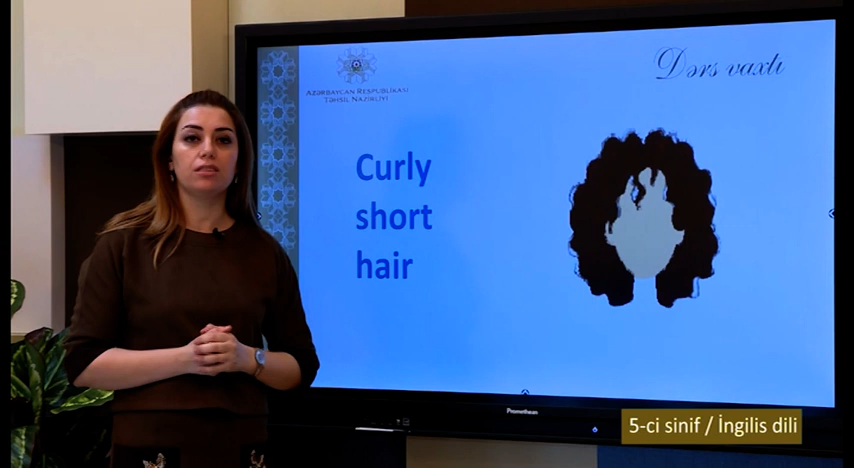 Dərs vaxtı
AZƏRBAYCAN RESPUBLİKASI
TƏHSİL NAZİRLİYİ
Curly
short
hair
Promethean
5-ci sinif / İngilis dili